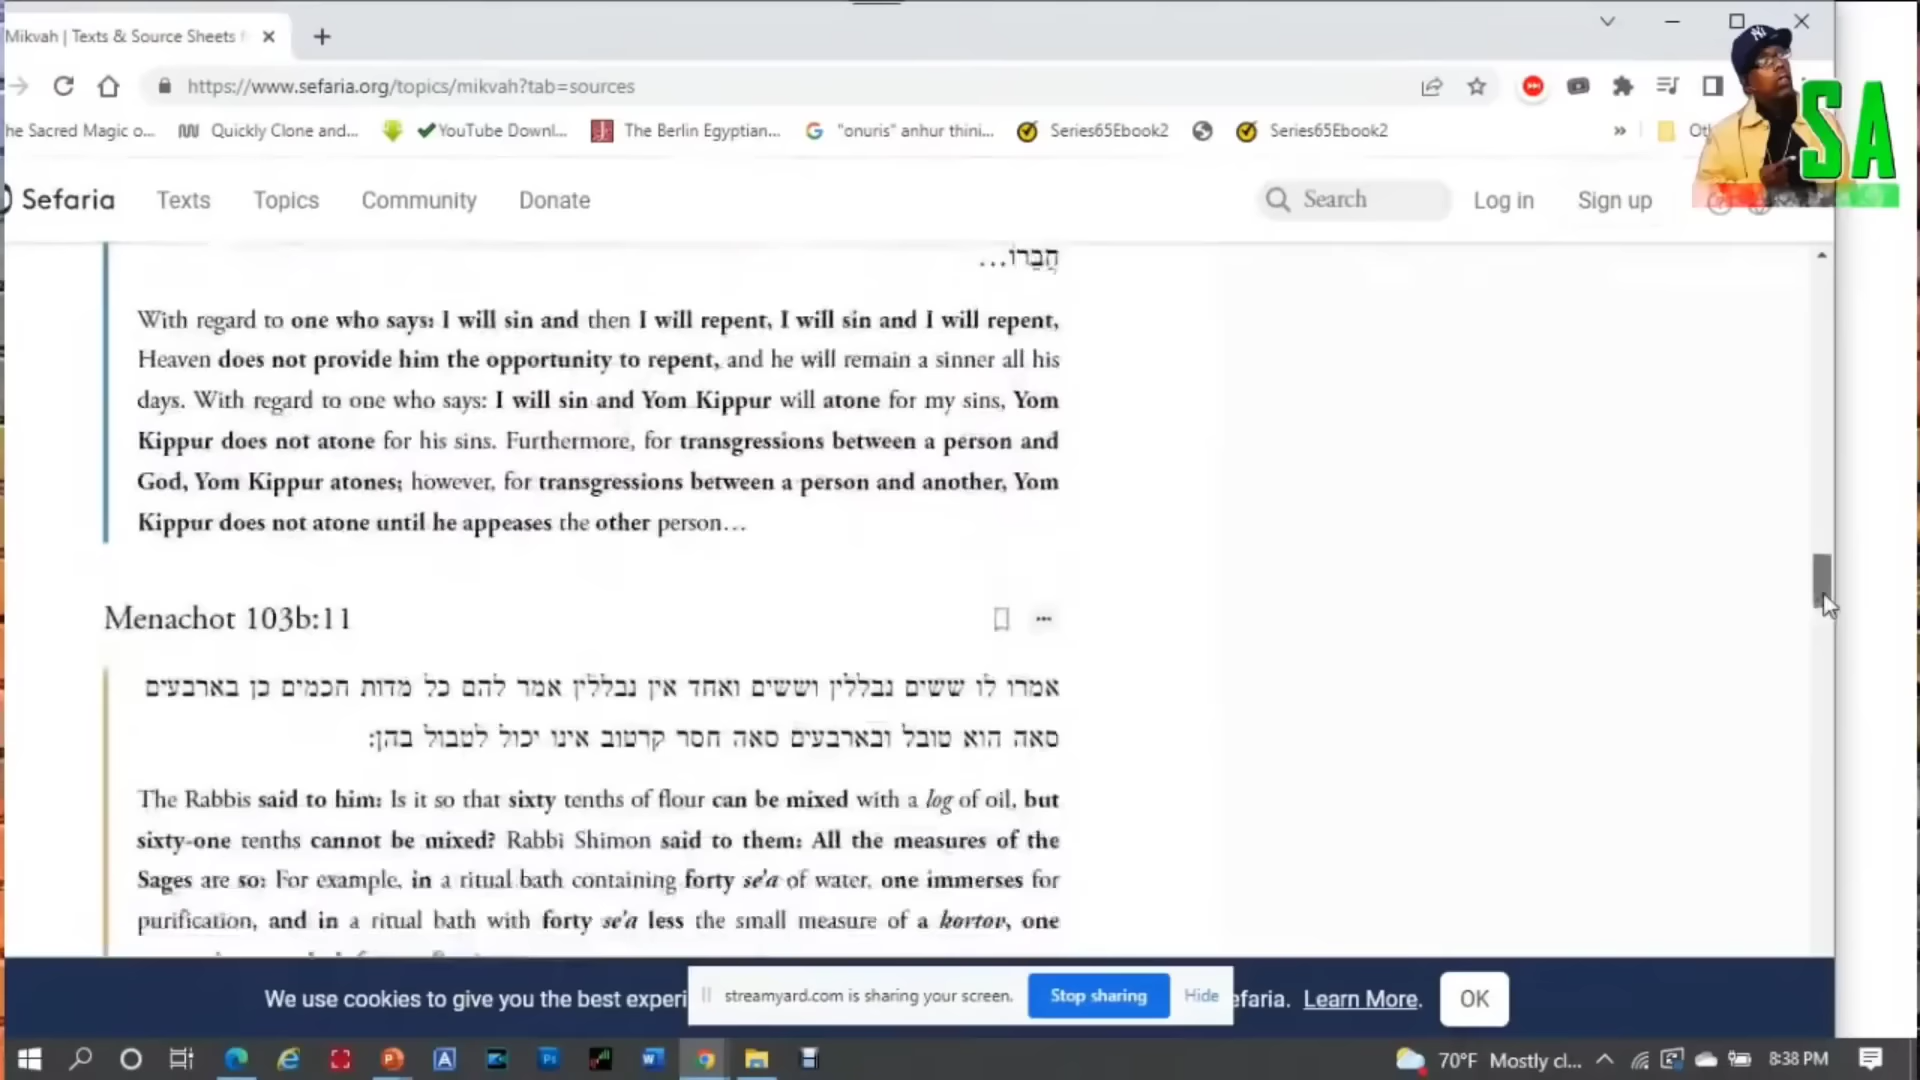 Mikvah | Texts & Source Sheets f
https://www.sefaria.org/topics/mikvah?tab=sources
he Sacred Magic o...
Quickly Clone and...
YouTube Downl...
The Berlin Egyptian...
"onuris" anhur thini...
Series65Ebook2
Series65Ebook2
»
SA
Sefaria
Texts
Topics
Community
Donate
Search
Log in
Sign up
חֲבֵרוֹ...
With regard to one who says: I will sin and then I will repent, I will sin and I will repent,
Heaven does not provide him the opportunity to repent, and he will remain a sinner all his
days. With regard to one who says: I will sin and Yom Kippur will atone for my sins, Yom
Kippur does not atone for his sins. Furthermore, for transgressions between a person and
God, Yom Kippur atones; however, for transgressions between a person and another, Yom
Kippur does not atone until he appeases the other person…
Menachot 103b:11
אמרו לו ששים נבללין וששים ואחד אין נבללין אמר להם כל מדות חכמים כן בארבעים
סאה הוא טובל ובארבעים סאה חסר קרטוב אינו יכול לטבול בהן:
The Rabbis said to him: Is it so that sixty tenths of flour can be mixed with a log of oil, but
sixty-one tenths cannot be mixed? Rabbi Shimon said to them: All the measures of the
Sages are so: For example, in a ritual bath containing forty se'a of water, one immerses for
purification, and in a ritual bath with forty se'a less the small measure of a kortov, one
We use cookies to give you the best experi
streamyard.com is sharing your screen.
Stop sharing
Hide
efaria. Learn More.
OK
70°F Mostly cl...
8:38 PM